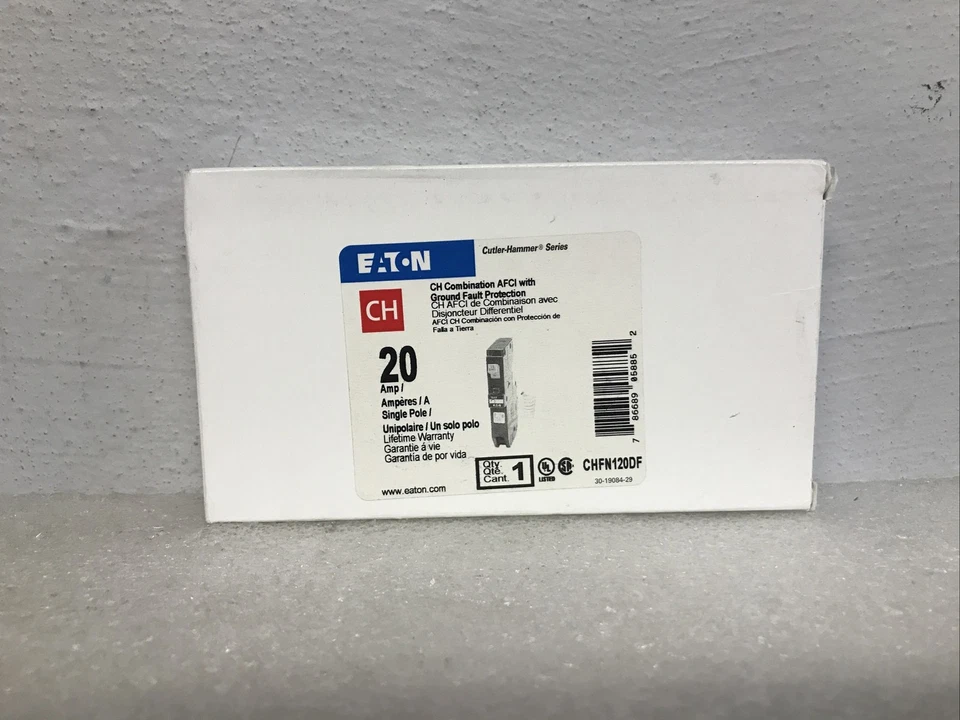 EATON
Cutler-Hammer® Series
CH
CH Combination AFCI with
Ground Fault Protection
CH AFCI de Combinaison avec
Disjoncteur Differentiel
AFCI CH Combinación con Protección de
Falla a Tierra
20
Amp /
Ampères / A
Single Pole /
Unipolaire / Un solo polo
Lifetime Warranty
Garantie á vie
Garantía de por vida
www.eaton.com
Qty.
Qté.
Cant.
1
UL
LISTED
7 86689 05885 2
CHFN120DF
30-19084-29